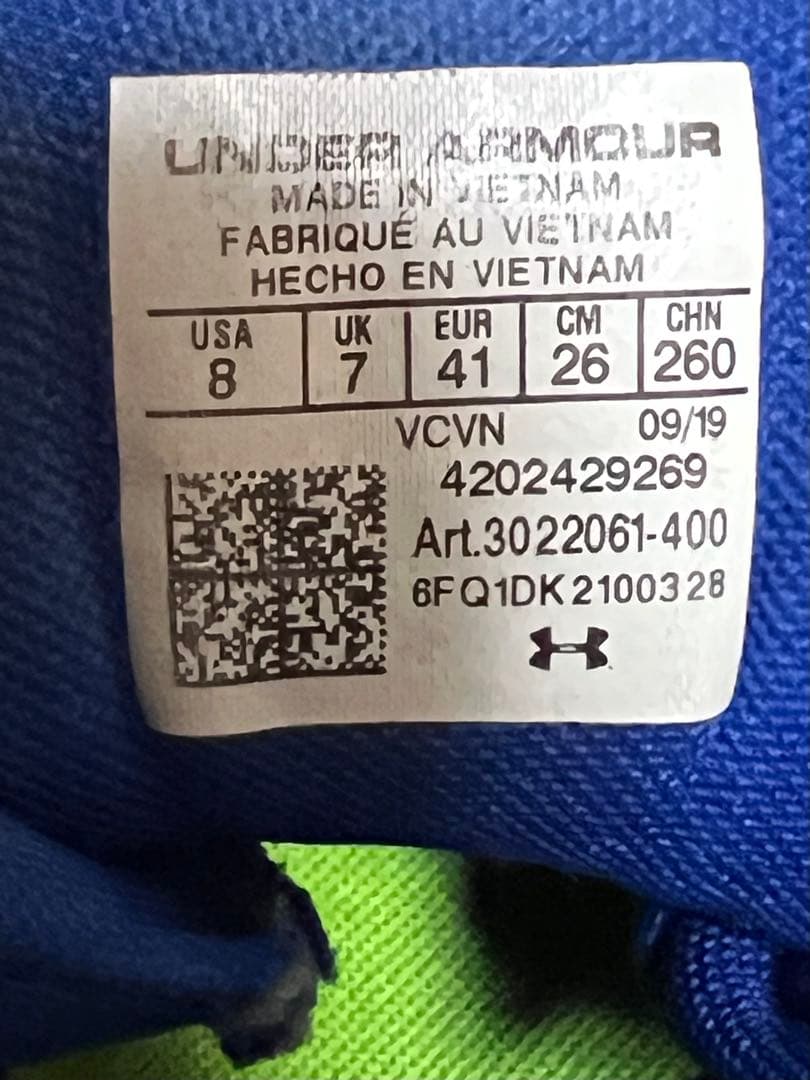 UNDER ARMOUR
MADE IN VIETNAM
FABRIQUÉ AU VIETNAM
HECHO EN VIETNAM
USA UK EUR CM CHN
8 7 41 26 260
VCVN 09/19
4202429269
Art.3022061-400
6FQ1DK2100328